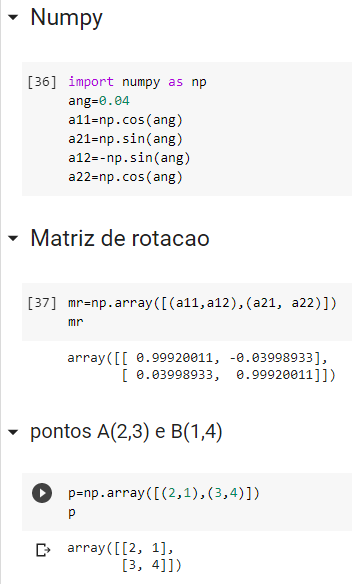 Numpy
[36] import numpy as np
ang=0.04
a11=np.cos(ang)
a21=np.sin(ang)
a12=-np.sin(ang)
a22=np.cos(ang)
Matriz de rotacao
[37] mr=np.array([(a11,a12),(a21, a22)])
mr
array([[ 0.99920011, -0.03998933],
[ 0.03998933,  0.99920011]])
pontos A(2,3) e B(1,4)
p=np.array([(2,1),(3,4)])
p
array([[2, 1],
[3, 4]])